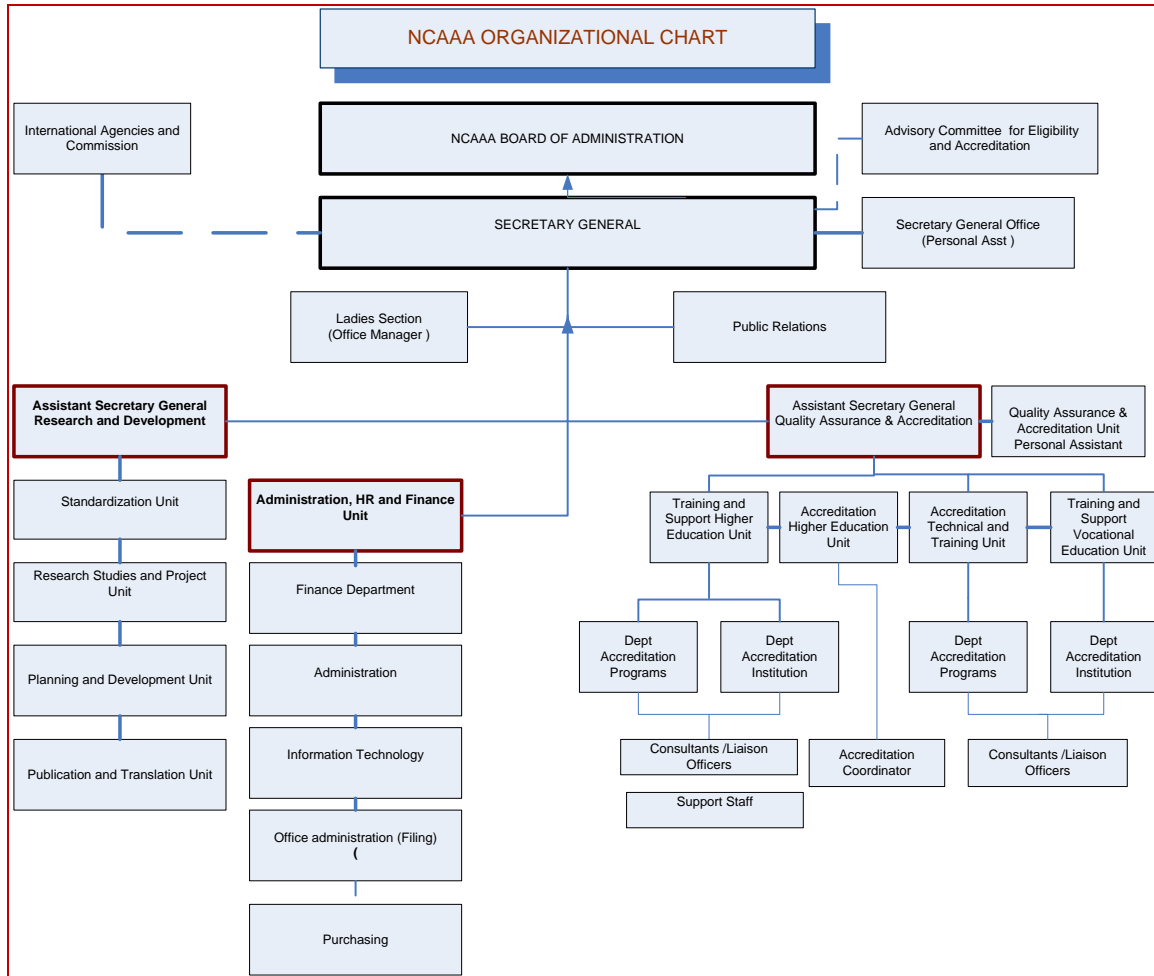 NCAAA ORGANIZATIONAL CHART
International Agencies and
Commission
NCAAA BOARD OF ADMINISTRATION
Advisory Committee for Eligibility
and Accreditation
SECRETARY GENERAL
Secretary General Office
(Personal Asst )
Ladies Section
(Office Manager )
Public Relations
Assistant Secretary General
Research and Development
Assistant Secretary General
Quality Assurance & Accreditation
Quality Assurance &
Accreditation Unit
Personal Assistant
Standardization Unit
Research Studies and Project
Unit
Planning and Development Unit
Publication and Translation Unit
Administration, HR and Finance
Unit
Finance Department
Administration
Information Technology
Office administration (Filing)
(
Purchasing
Training and
Support Higher
Education Unit
Accreditation
Higher Education
Unit
Accreditation
Technical and
Training Unit
Training and
Support
Vocational
Education Unit
Dept
Accreditation
Programs
Dept
Accreditation
Institution
Dept
Accreditation
Programs
Dept
Accreditation
Institution
Consultants /Liaison
Officers
Accreditation
Coordinator
Consultants /Liaison
Officers
Support Staff